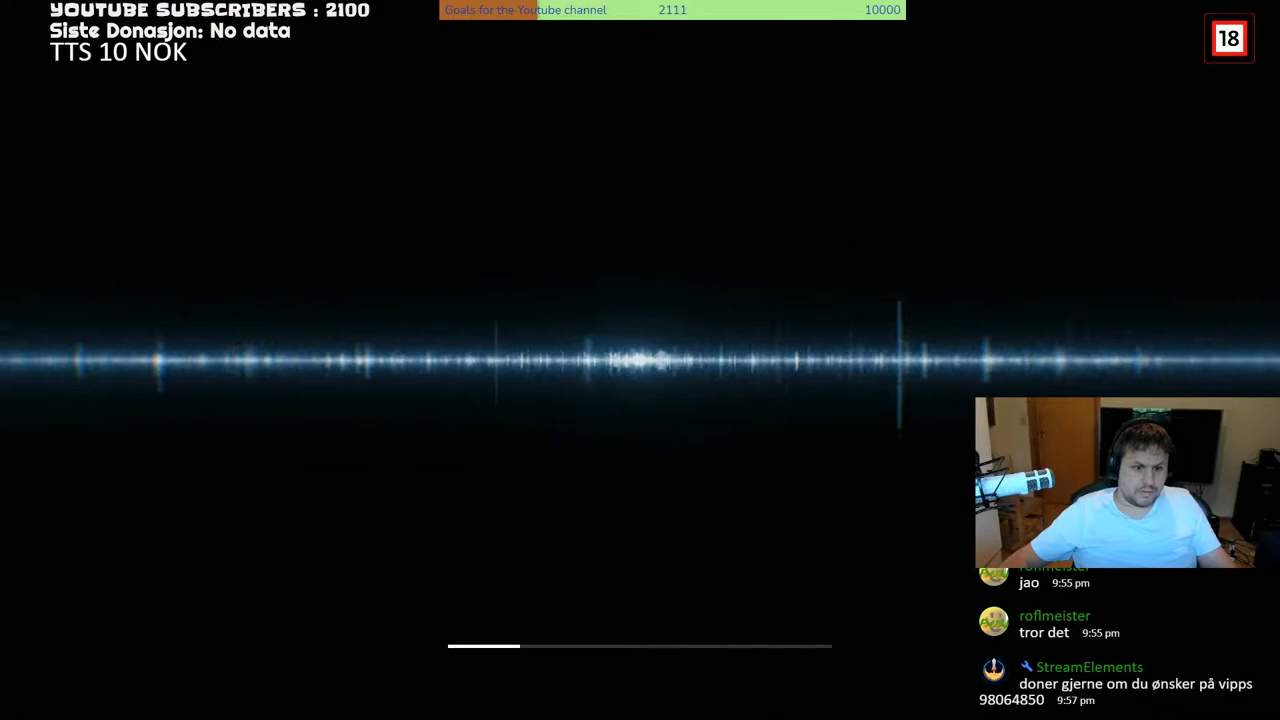 YOUTUBE SUBSCRIBERS : 2100
Siste Donasjon: No data
TTS 10 NOK
Goals for the Youtube channel 2111 10000
18
roflmeister
jao 9:55 pm
roflmeister
tror det 9:55 pm
StreamElements
doner gjerne om du ønsker på vipps
98064850 9:57 pm